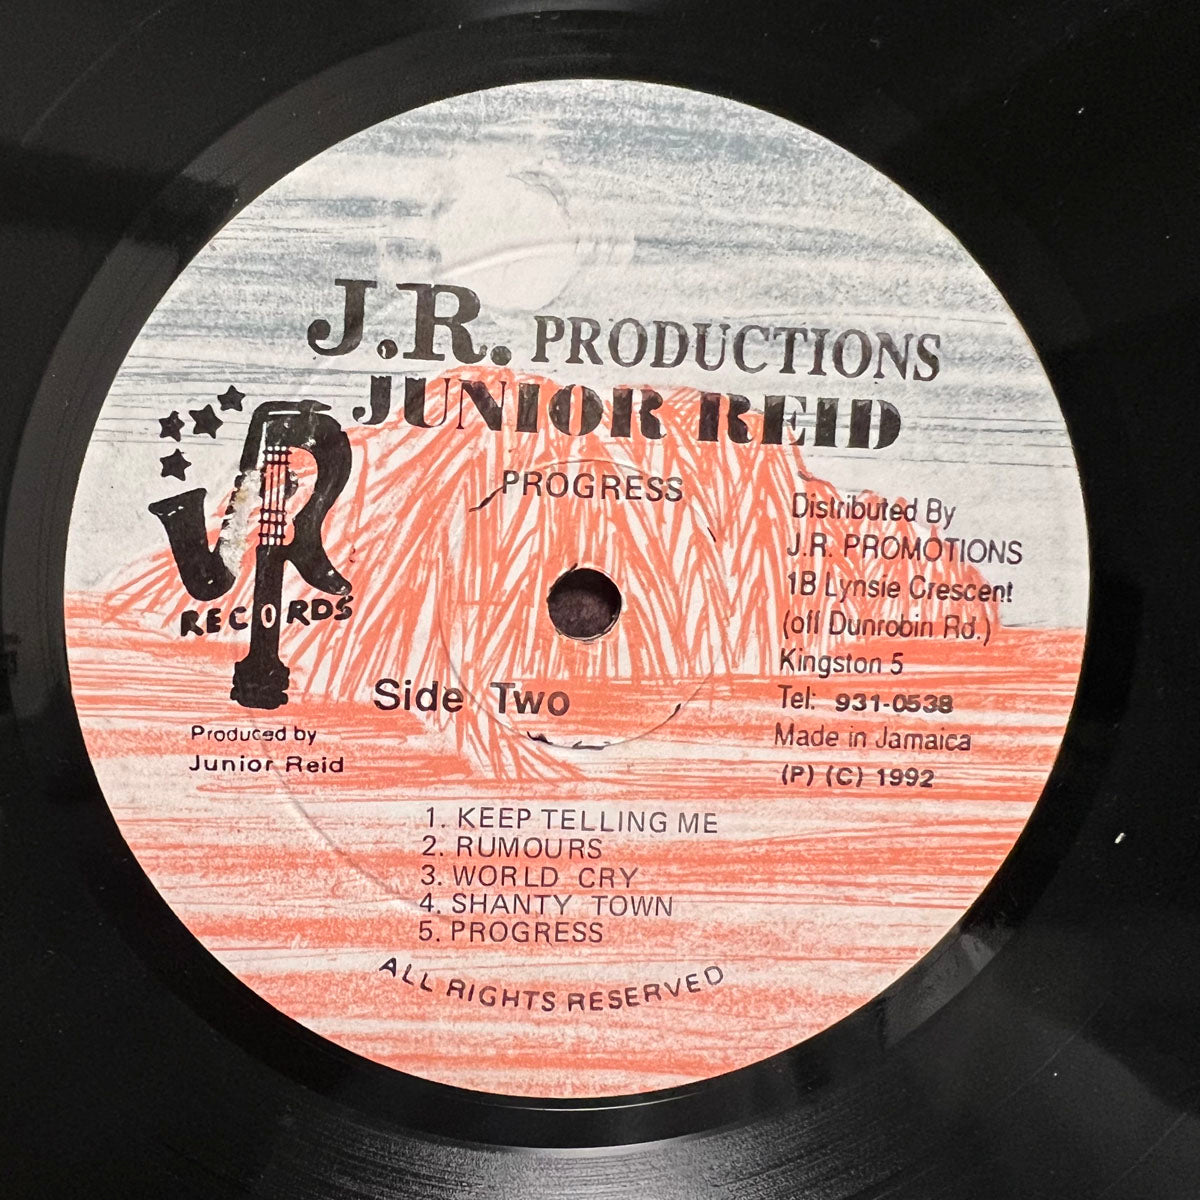 J.R. PRODUCTIONS
JUNIOR REID
PROGRESS
JR
RECORDS
Distributed By
J.R. PROMOTIONS
1B Lynsie Crescent
(off Dunrobin Rd.)
Kingston 5
Tel: 931-0538
Made in Jamaica
(P) (C) 1992
Side Two
Produced by
Junior Reid
1. KEEP TELLING ME
2. RUMOURS
3. WORLD CRY
4. SHANTY TOWN
5. PROGRESS
ALL RIGHTS RESERVED